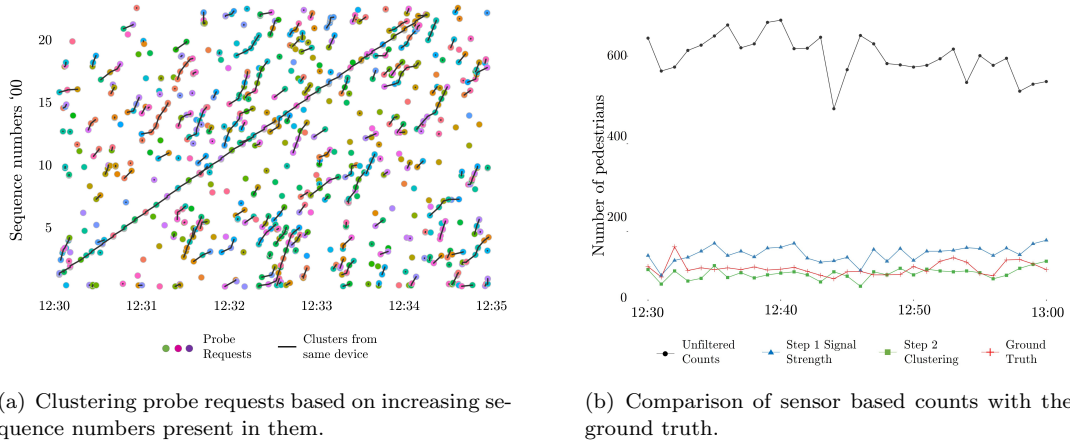 Sequence numbers ‘00
20
15
10
5
12:30
12:31
12:32
12:33
12:34
12:35
Probe
Requests
Clusters from
same device
a) Clustering probe requests based on increasing se-
quence numbers present in them.
Number of pedestrians
600
400
200
0
12:30
12:40
12:50
13:00
Unfiltered
Counts
Step 1 Signal
Strength
Step 2
Clustering
Ground
Truth
(b) Comparison of sensor based counts with the
ground truth.